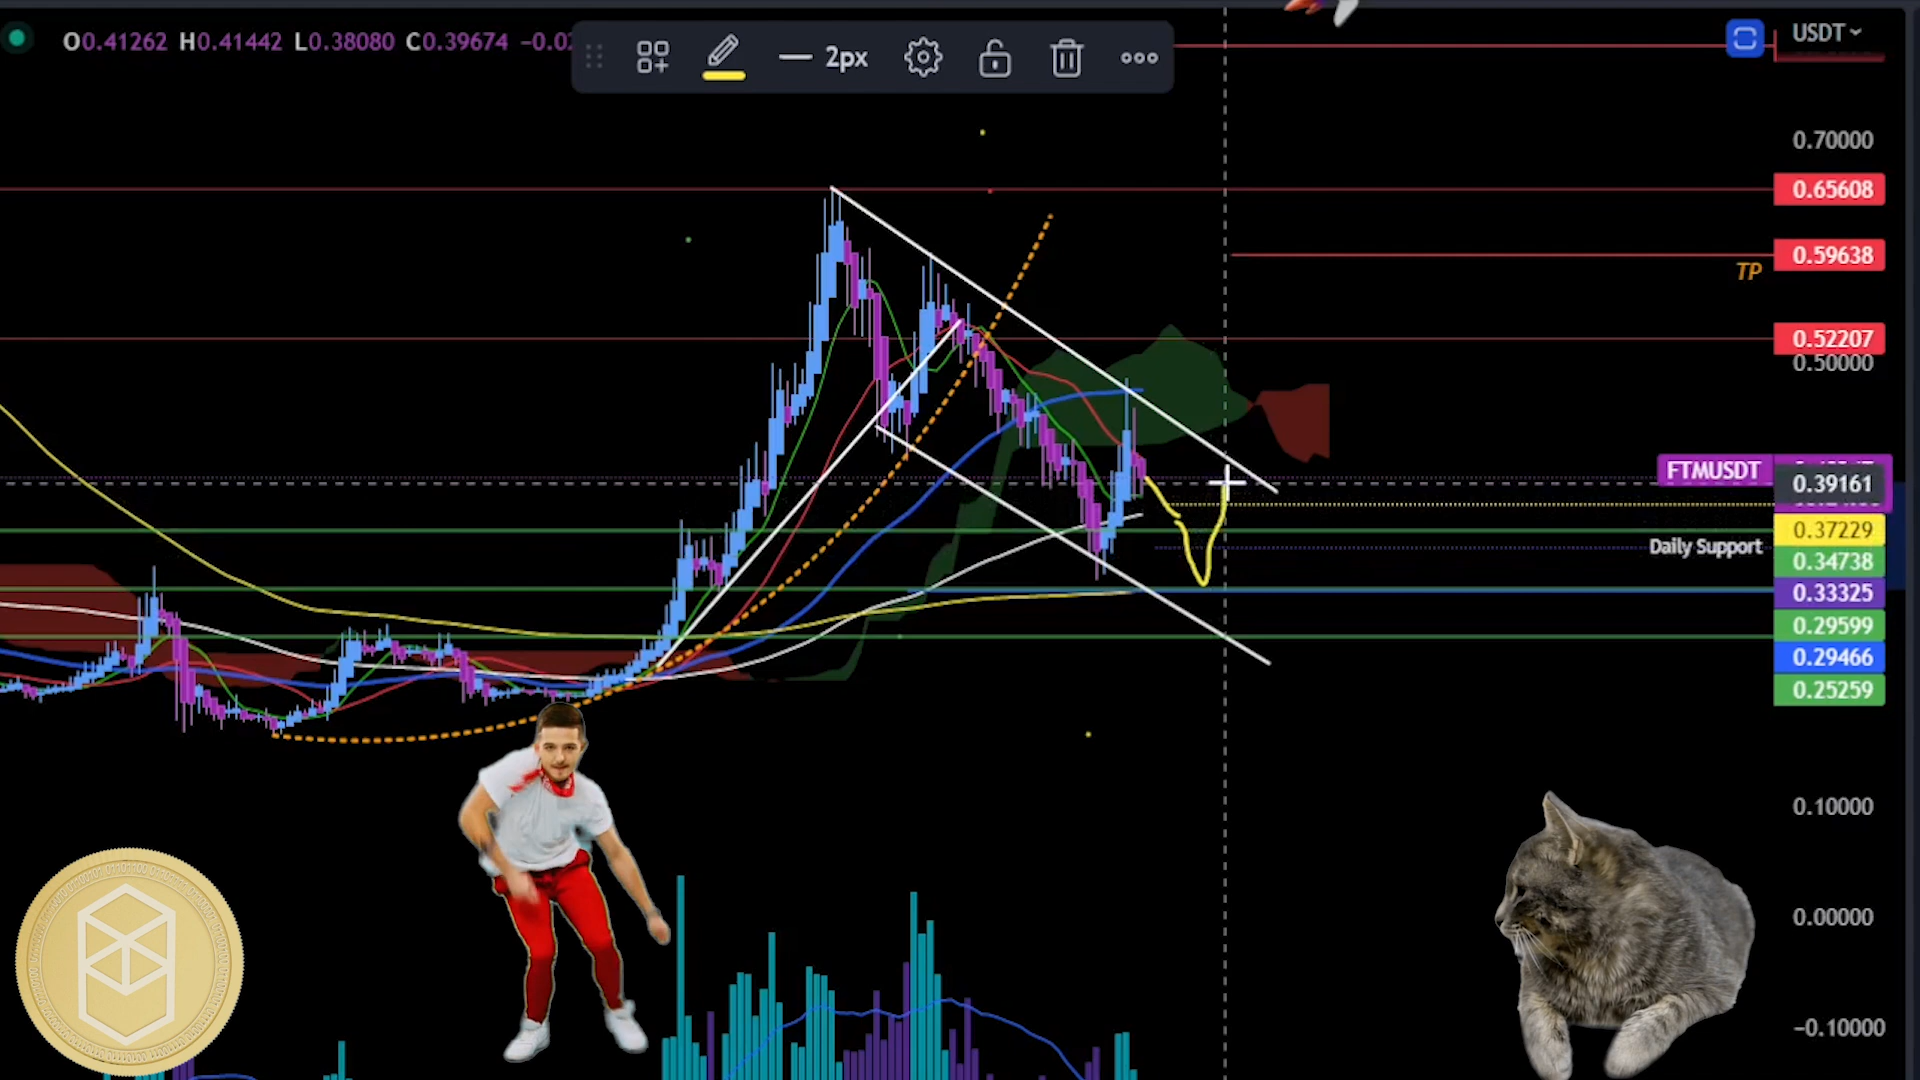 O0.41262 H0.41442 L0.38080 C0.39674
2px
USDT
0.70000
0.65608
0.59638
TP
0.52207
0.50000
FTMUSDT
0.39161
0.37229
Daily Support
0.34738
0.33325
0.29599
0.29466
0.25259
0.10000
0.00000
−0.10000